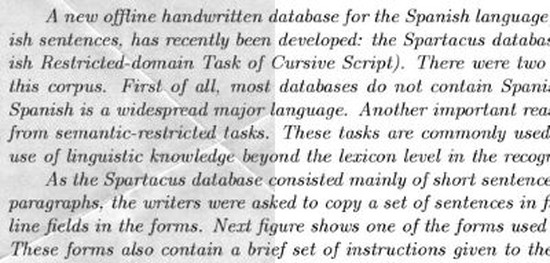 A new offline handwritten database for the Spanish language
ish sentences, has recently been developed: the Spartacus databas
ish Restricted-domain Task of Cursive Script). There were two
this corpus. First of all, most databases do not contain Spani
Spanish is a widespread major language. Another important rea
from semantic-restricted tasks. These tasks are commonly used
use of linguistic knowledge beyond the lexicon level in the recogn
As the Spartacus database consisted mainly of short sentence
paragraphs, the writers were asked to copy a set of sentences in f
line fields in the forms. Next figure shows one of the forms used
These forms also contain a brief set of instructions given to the